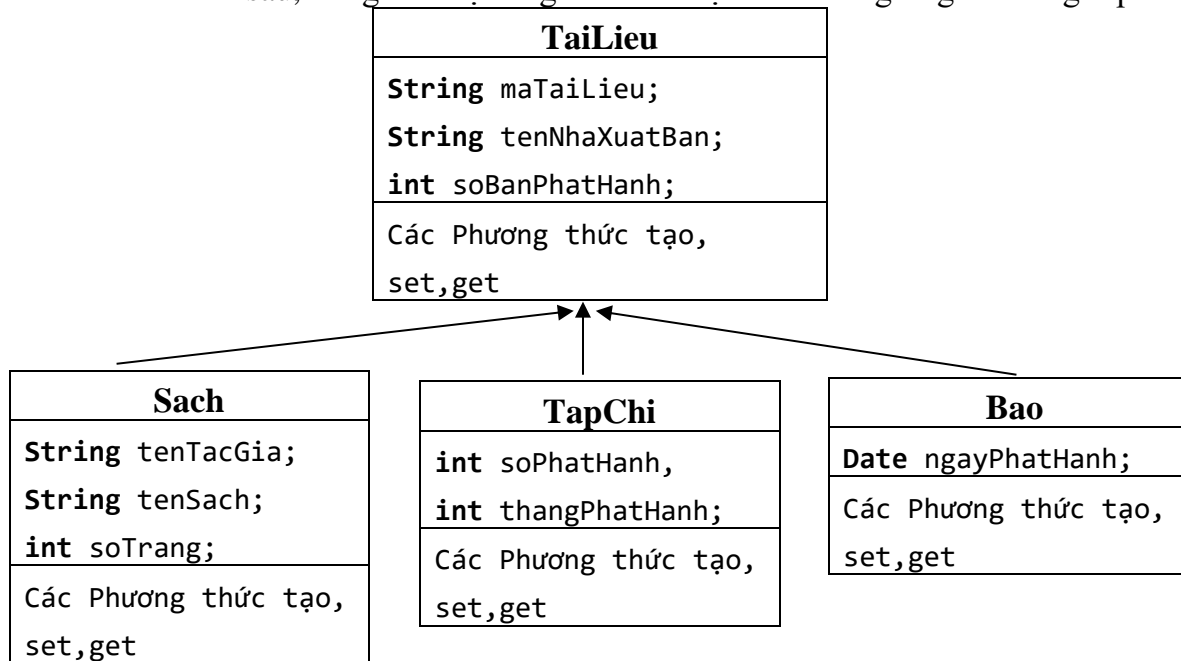 TaiLieu
String maTaiLieu;
String tenNhaXuatBan;
int soBanPhatHanh;
Các Phương thức tạo,
set,get
Sach
String tenTacGia;
String tenSach;
int soTrang;
Các Phương thức tạo,
set,get
TapChi
int soPhatHanh,
int thangPhatHanh;
Các Phương thức tạo,
set,get
Bao
Date ngayPhatHanh;
Các Phương thức tạo,
set,get